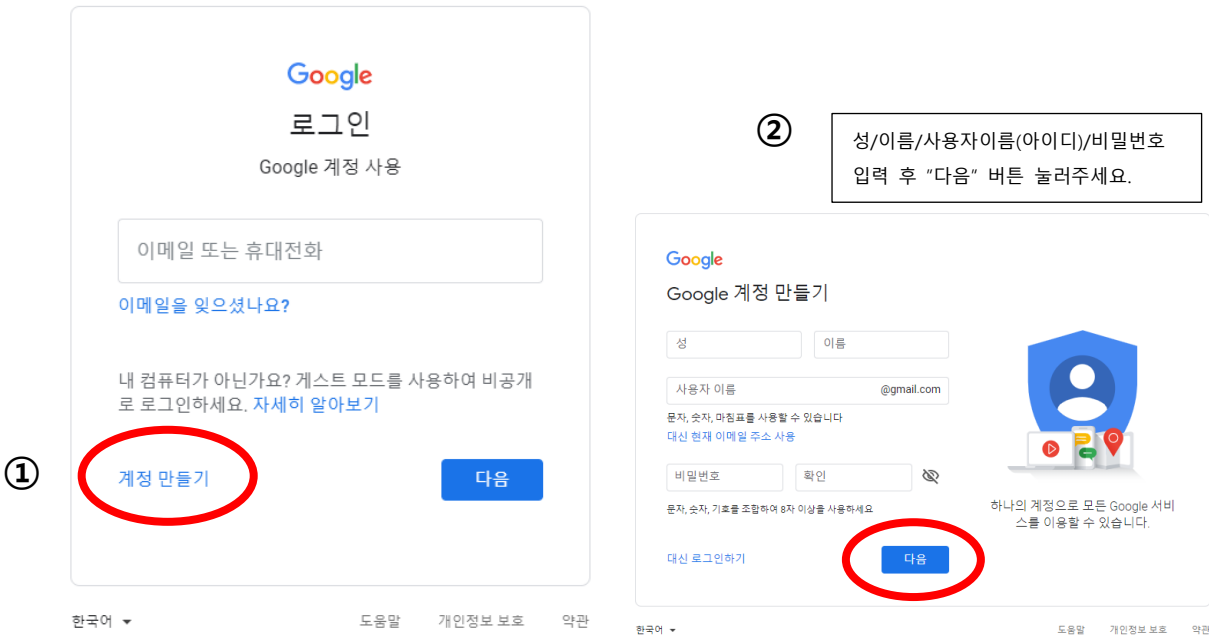 Google
로그인
Google 계정 사용
이메일 또는 휴대전화
이메일을 잊으셨나요?
내 컴퓨터가 아닌가요? 게스트 모드를 사용하여 비공개
로 로그인하세요. 자세히 알아보기
①
계정 만들기
다음
한국어
도움말
개인정보 보호
약관
②
성/이름/사용자이름(아이디)/비밀번호
입력 후 "다음" 버튼 눌러주세요.
Google
Google 계정 만들기
성
이름
사용자 이름
@gmail.com
문자, 숫자, 마침표를 사용할 수 있습니다
대신 현재 이메일 주소 사용
비밀번호
확인
문자, 숫자, 기호를 조합하여 8자 이상을 사용하세요
대신 로그인하기
다음
하나의 계정으로 모든 Google 서비
스를 이용할 수 있습니다.
한국어
도움말
개인정보 보호
약관